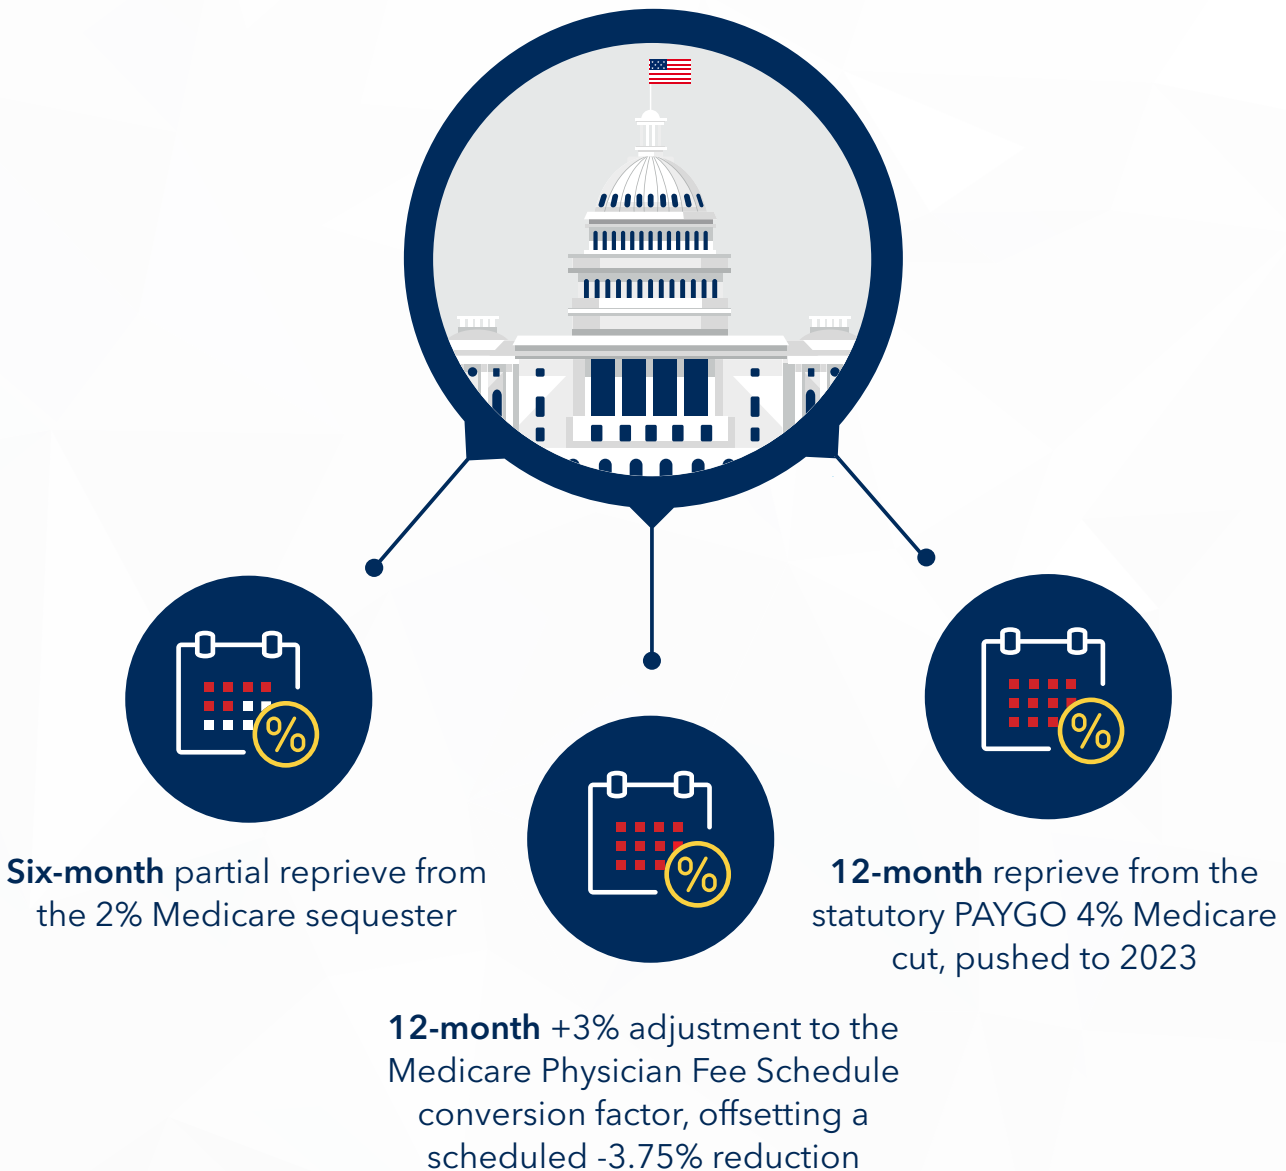 Six-month partial reprieve from
the 2% Medicare sequester
12-month +3% adjustment to the
Medicare Physician Fee Schedule
conversion factor, offsetting a
scheduled -3.75% reduction
12-month reprieve from the
statutory PAYGO 4% Medicare
cut, pushed to 2023
%
%
%